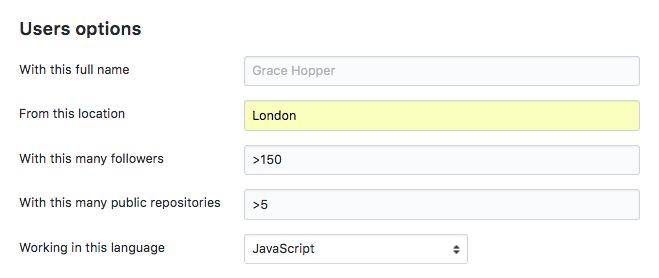 Users options
With this full name Grace Hopper
From this location London
With this many followers >150
With this many public repositories >5
Working in this language JavaScript